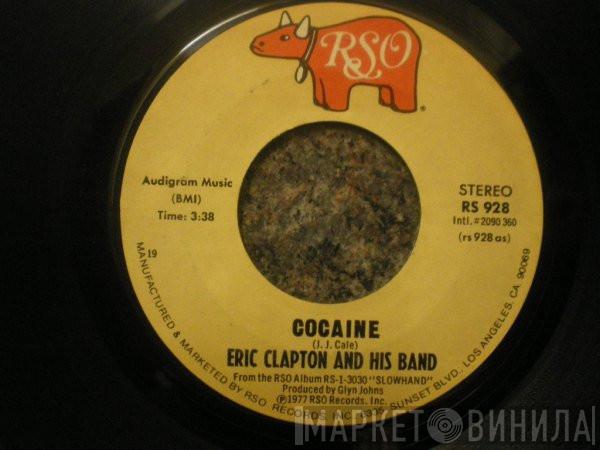 RSO
®
Audigram Music
(BMI)
Time: 3:38
STEREO
RS 928
Intl. #2090 360
(rs 928 as)
19
COCAINE
(J. J. Cale)
ERIC CLAPTON AND HIS BAND
From the RSO Album RS-1-3030 "SLOWHAND"
Produced by Glyn Johns
Ⓟ1977 RSO Records, Inc.
MANUFACTURED & MARKETED BY RSO RECORDS INC. SUNSET BLVD. LOS ANGELES, CA. 90069
МАРКЕТ ВИНИЛА